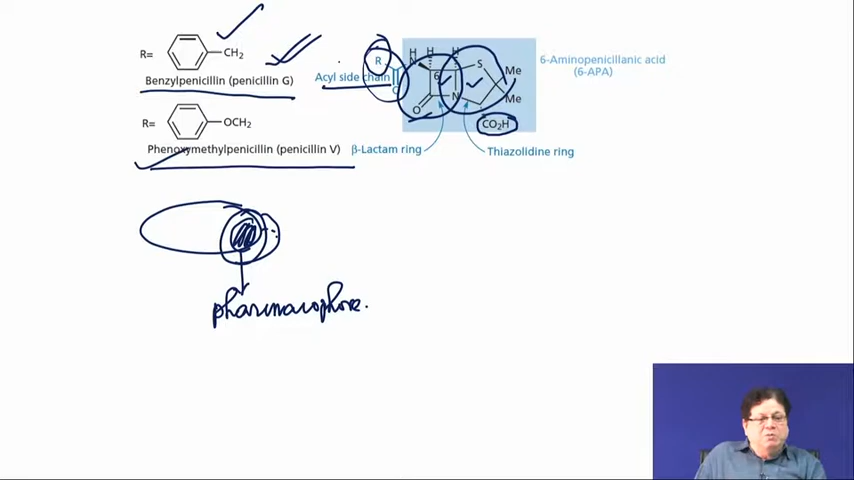 R= CH₂
Benzylpenicillin (penicillin G)
R= OCH₂
Phenoxymethylpenicillin (penicillin V)
Acyl side chain
R
H
N
H
H
6
S
Me
Me
N
O
O
CO₂H
β-Lactam ring
Thiazolidine ring
6-Aminopenicillanic acid
(6-APA)
pharmacophore.